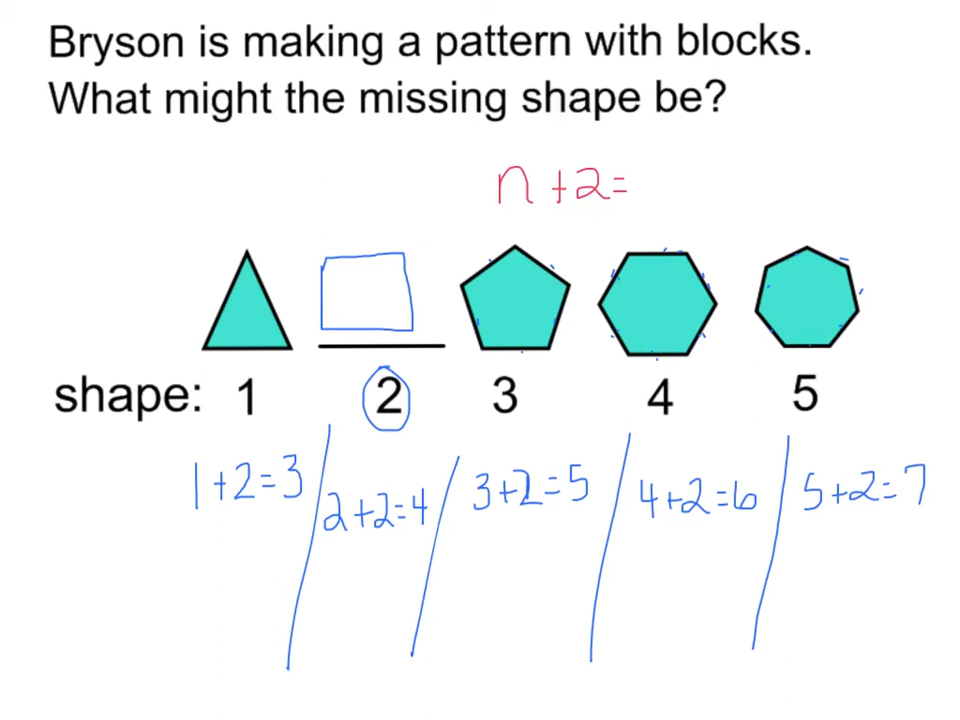 Bryson is making a pattern with blocks.
What might the missing shape be?
n+2=
shape: 1 2 3 4 5
1+2=3 2+2=4 3+2=5 4+2=6 5+2=7